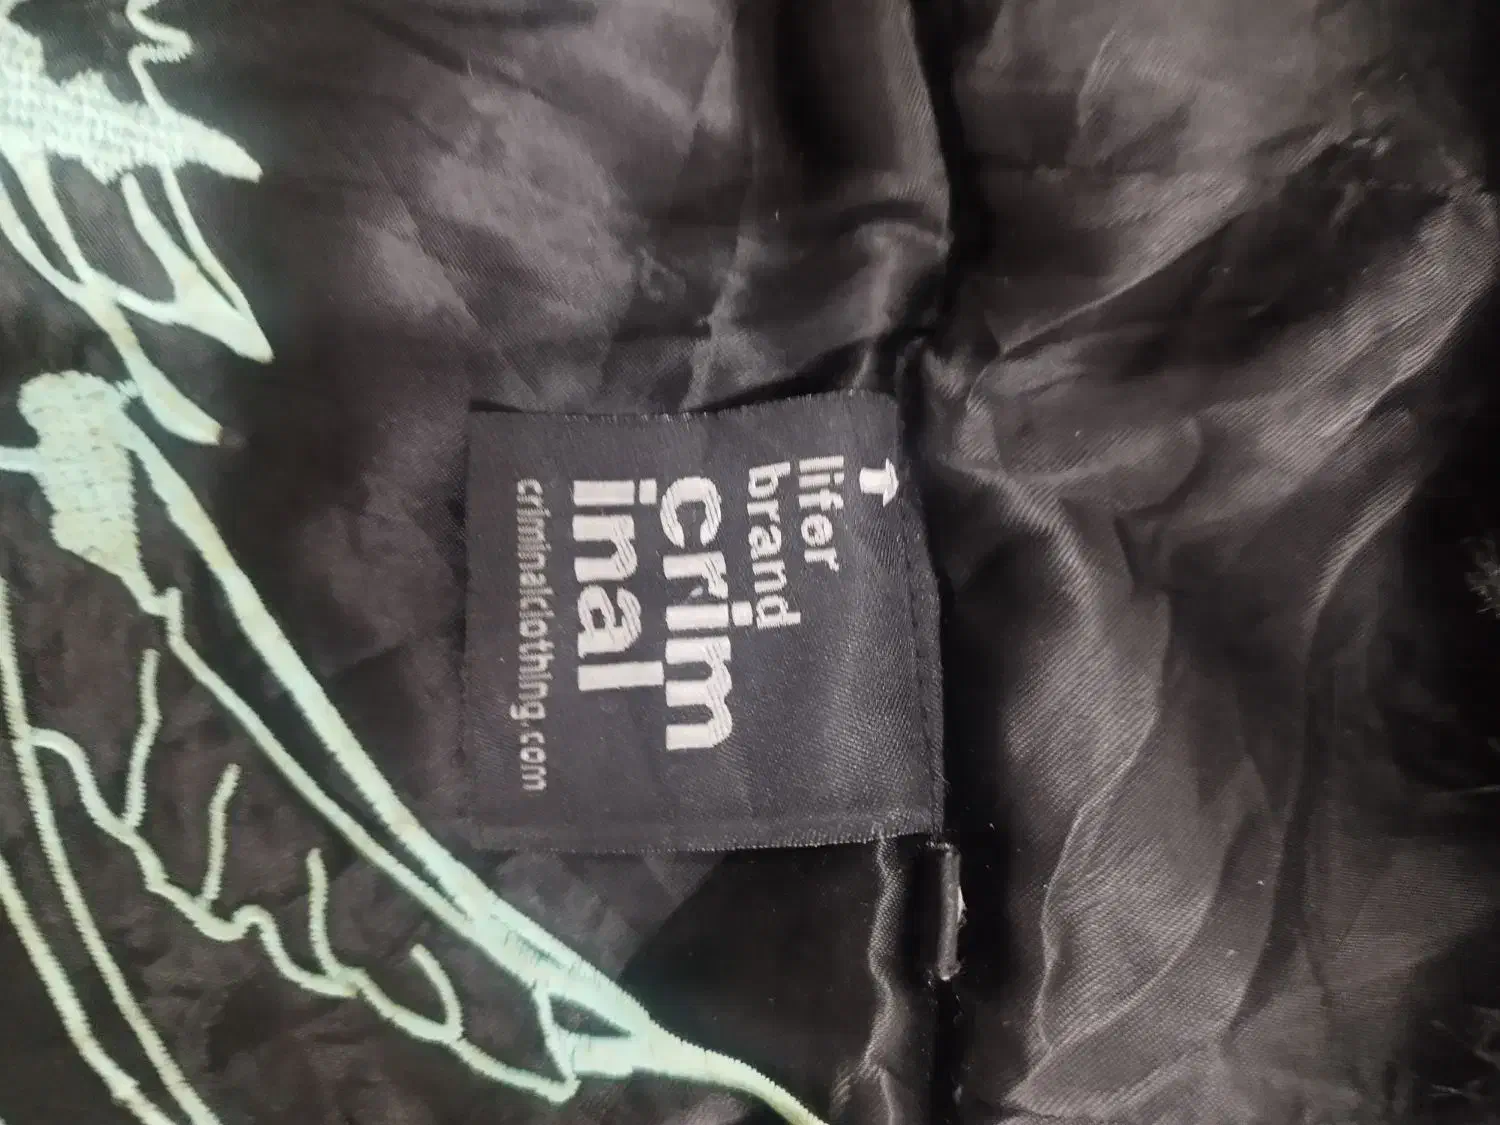 lifer
brand
crim
inal
criminalclothing.com